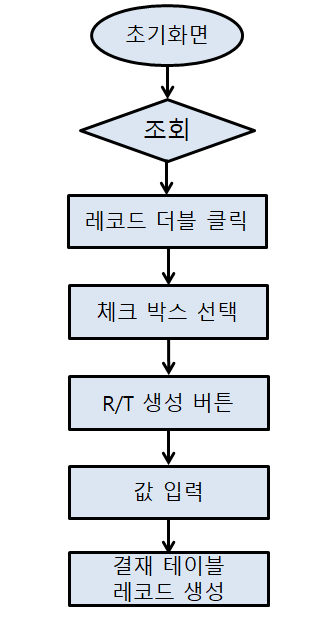 초기화면
조회
레코드 더블 클릭
체크 박스 선택
R/T 생성 버튼
값 입력
결재 테이블
레코드 생성